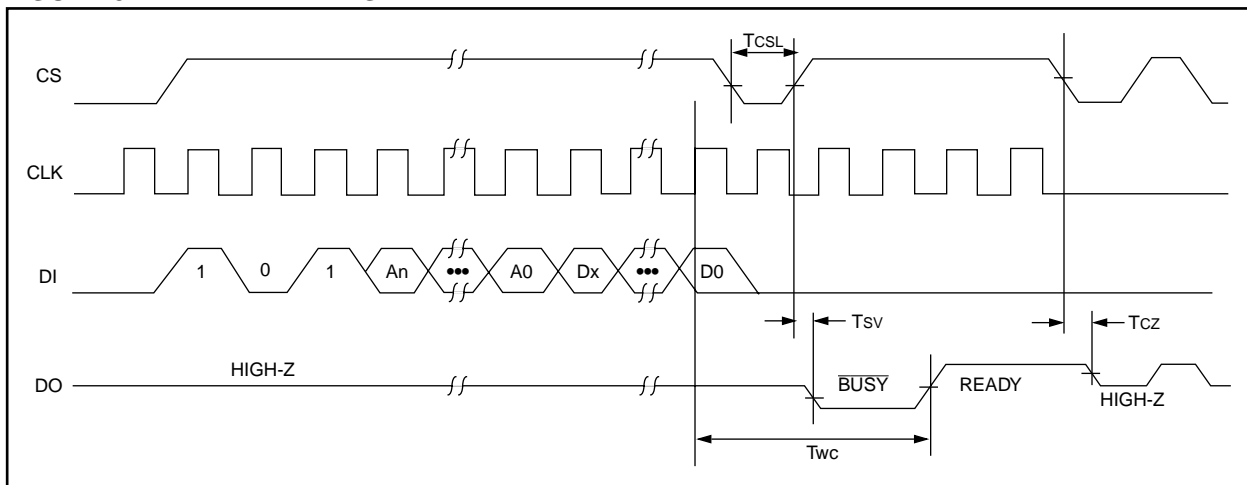 TCSL
CS
CLK
DI
1 0 1 An ••• A0 Dx ••• D0
TSV
TCZ
DO
HIGH-Z
BUSY
READY
HIGH-Z
TWC